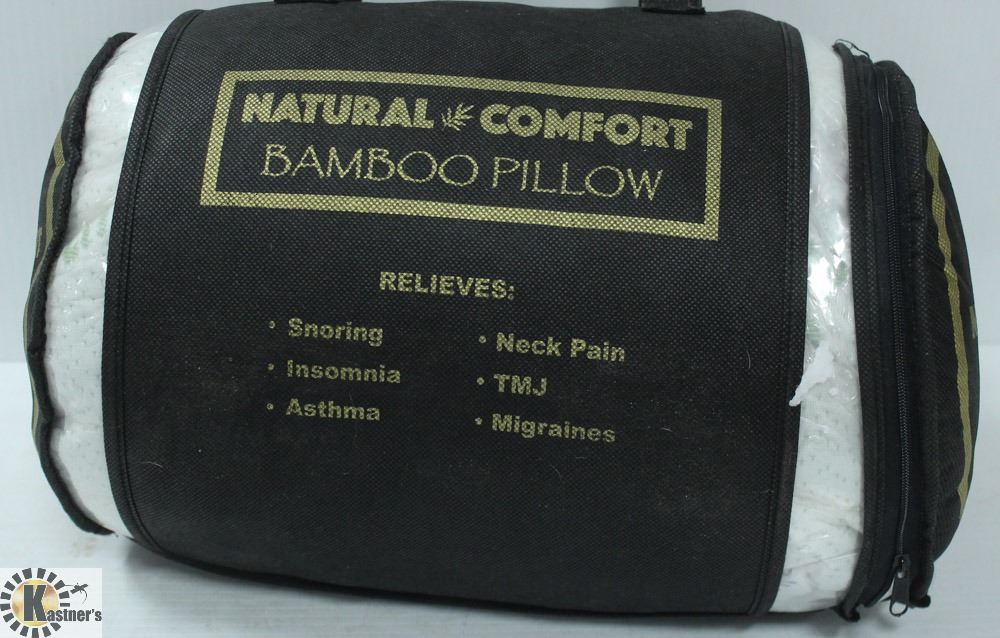 NATURAL COMFORT
BAMBOO PILLOW
RELIEVES:
• Snoring
• Insomnia
• Asthma
• Neck Pain
• TMJ
• Migraines
Kastner's